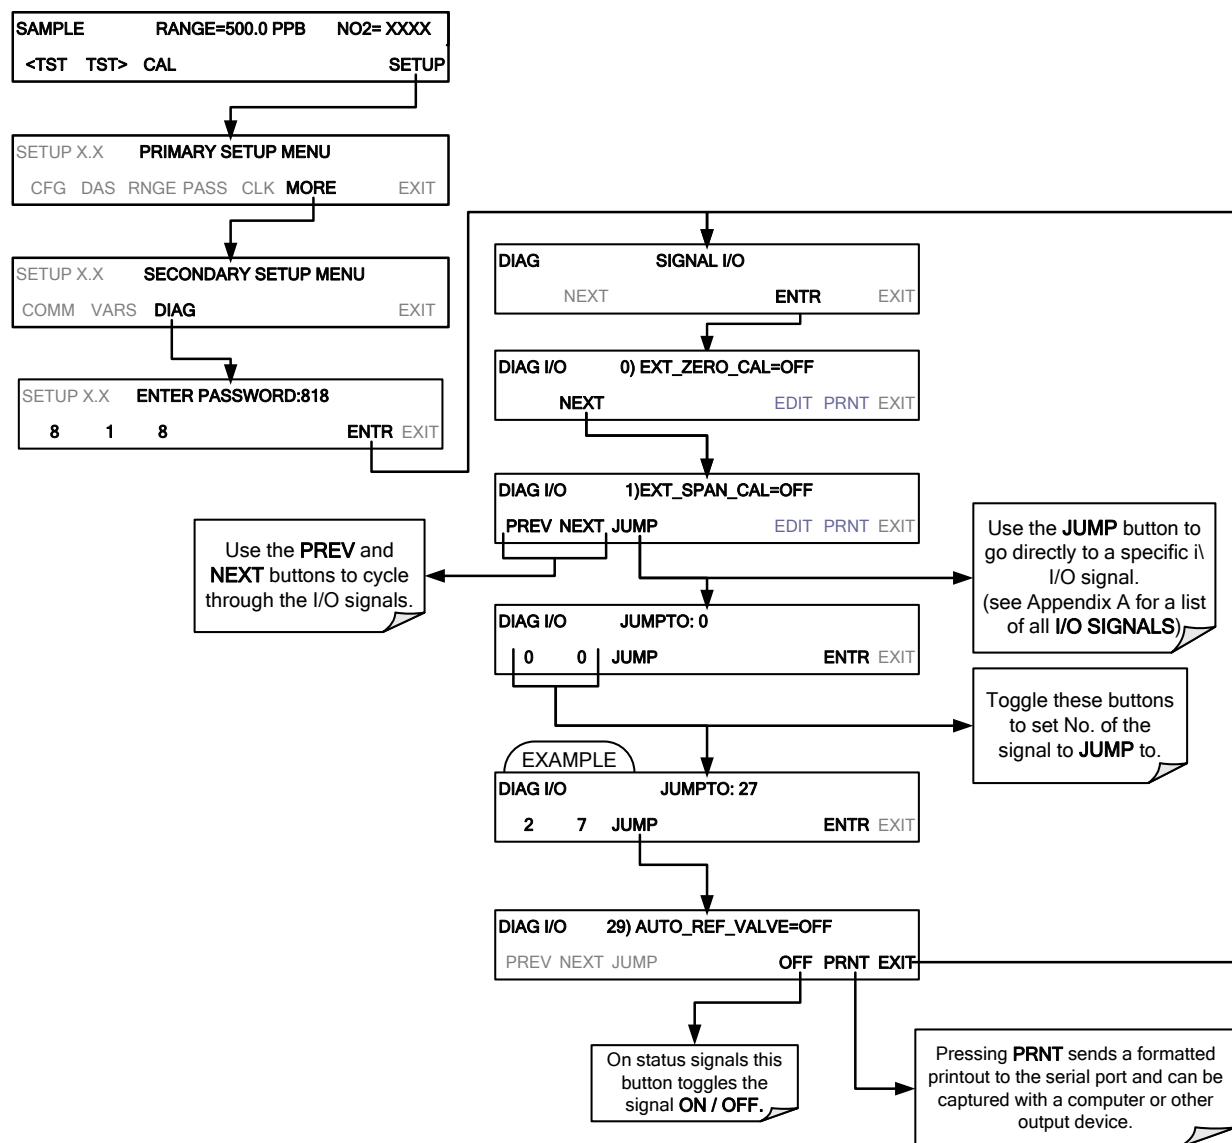 SAMPLE RANGE=500.0 PPB NO2= XXXX
<TST TST> CAL SETUP
SETUP X.X PRIMARY SETUP MENU
CFG DAS RNGE PASS CLK MORE EXIT
SETUP X.X SECONDARY SETUP MENU
COMM VARS DIAG EXIT
SETUP X.X ENTER PASSWORD:818
8 1 8 ENTR EXIT
DIAG SIGNAL I/O
NEXT ENTR EXIT
DIAG I/O 0) EXT_ZERO_CAL=OFF
NEXT EDIT PRNT EXIT
DIAG I/O 1)EXT_SPAN_CAL=OFF
PREV NEXT JUMP EDIT PRNT EXIT
Use the PREV and
NEXT buttons to cycle
through the I/O signals.
Use the JUMP button to
go directly to a specific i\
I/O signal.
(see Appendix A for a list
of all I/O SIGNALS)
DIAG I/O JUMPTO: 0
0 0 JUMP ENTR EXIT
Toggle these buttons
to set No. of the
signal to JUMP to.
EXAMPLE
DIAG I/O JUMPTO: 27
2 7 JUMP ENTR EXIT
DIAG I/O 29) AUTO_REF_VALVE=OFF
PREV NEXT JUMP OFF PRNT EXIT
On status signals this
button toggles the
signal ON / OFF.
Pressing PRNT sends a formatted
printout to the serial port and can be
captured with a computer or other
output device.